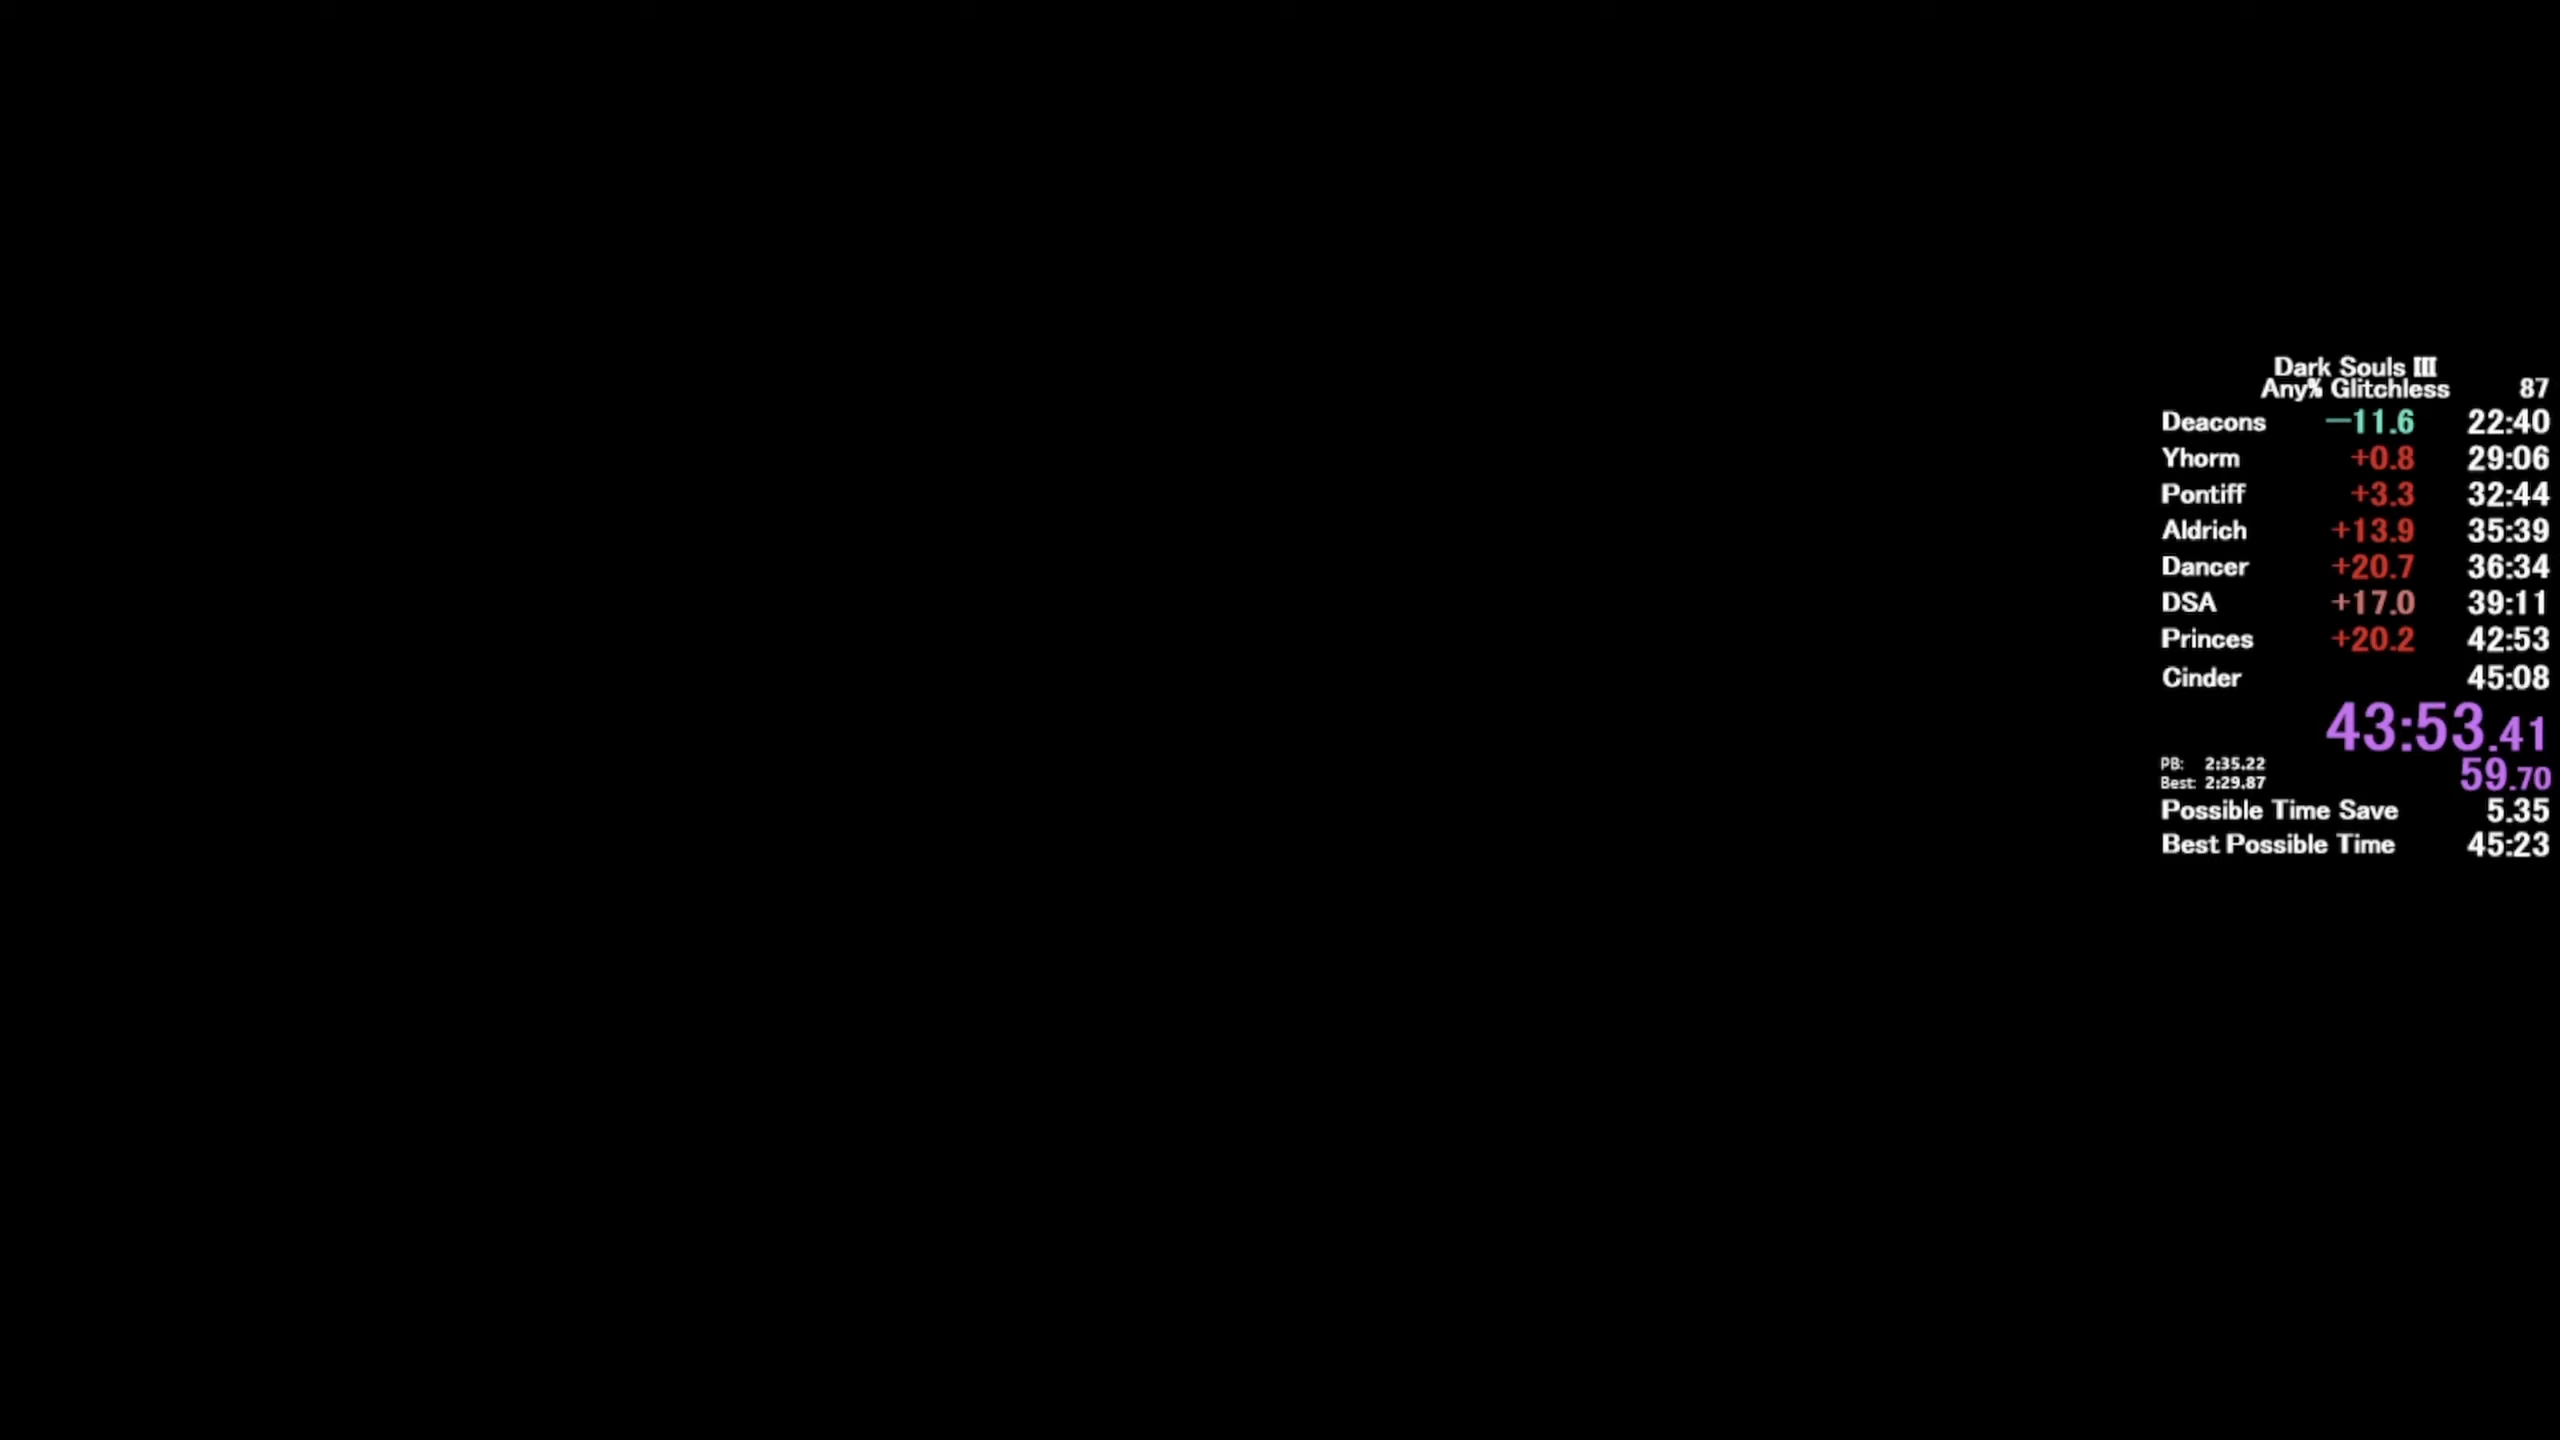 Dark Souls III
Any% Glitchless 87
Deacons −11.6 22:40
Yhorm +0.8 29:06
Pontiff +3.3 32:44
Aldrich +13.9 35:39
Dancer +20.7 36:34
DSA +17.0 39:11
Princes +20.2 42:53
Cinder 45:08
43:53.41
PB: 2:35.22 59.70
Best: 2:29.87
Possible Time Save 5.35
Best Possible Time 45:23